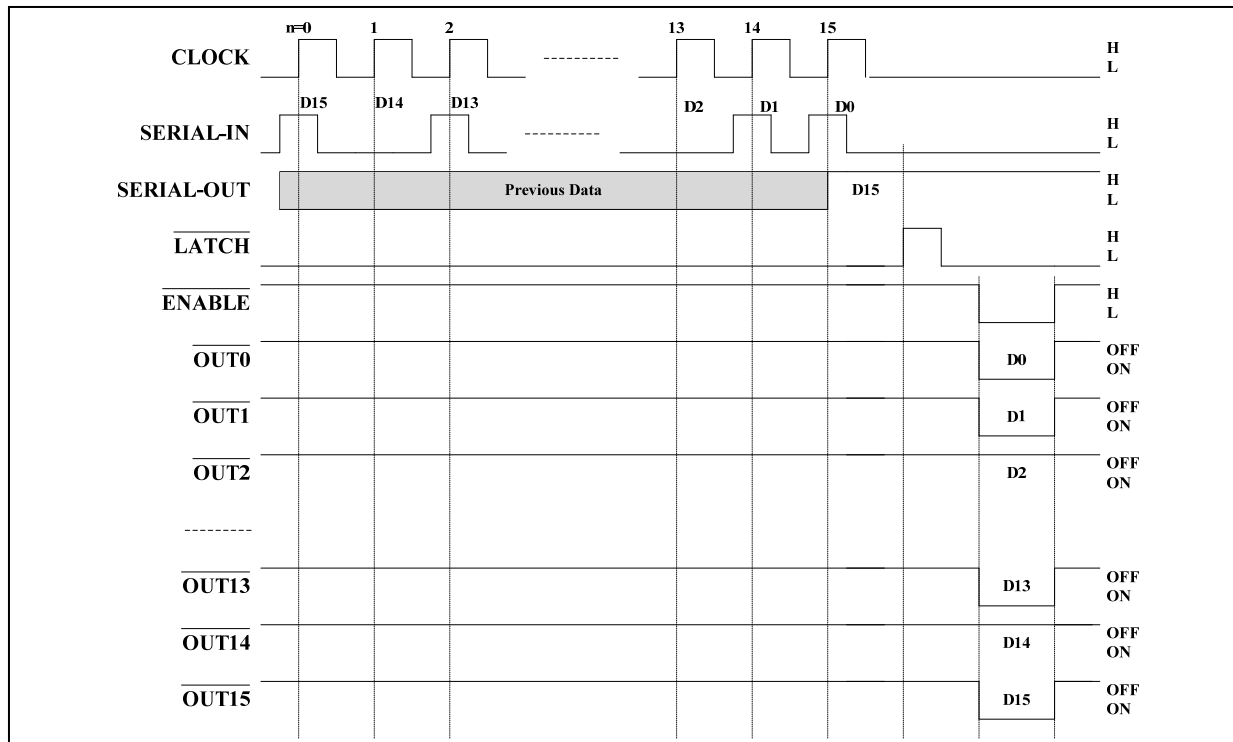 n=0 1 2 13 14 15
CLOCK
H
L
D15 D14 D13 D2 D1 D0
SERIAL-IN
H
L
SERIAL-OUT
Previous Data
D15
H
L
LATCH
H
L
ENABLE
H
L
OUT0
D0
OFF
ON
OUT1
D1
OFF
ON
OUT2
D2
OFF
ON
OUT13
D13
OFF
ON
OUT14
D14
OFF
ON
OUT15
D15
OFF
ON